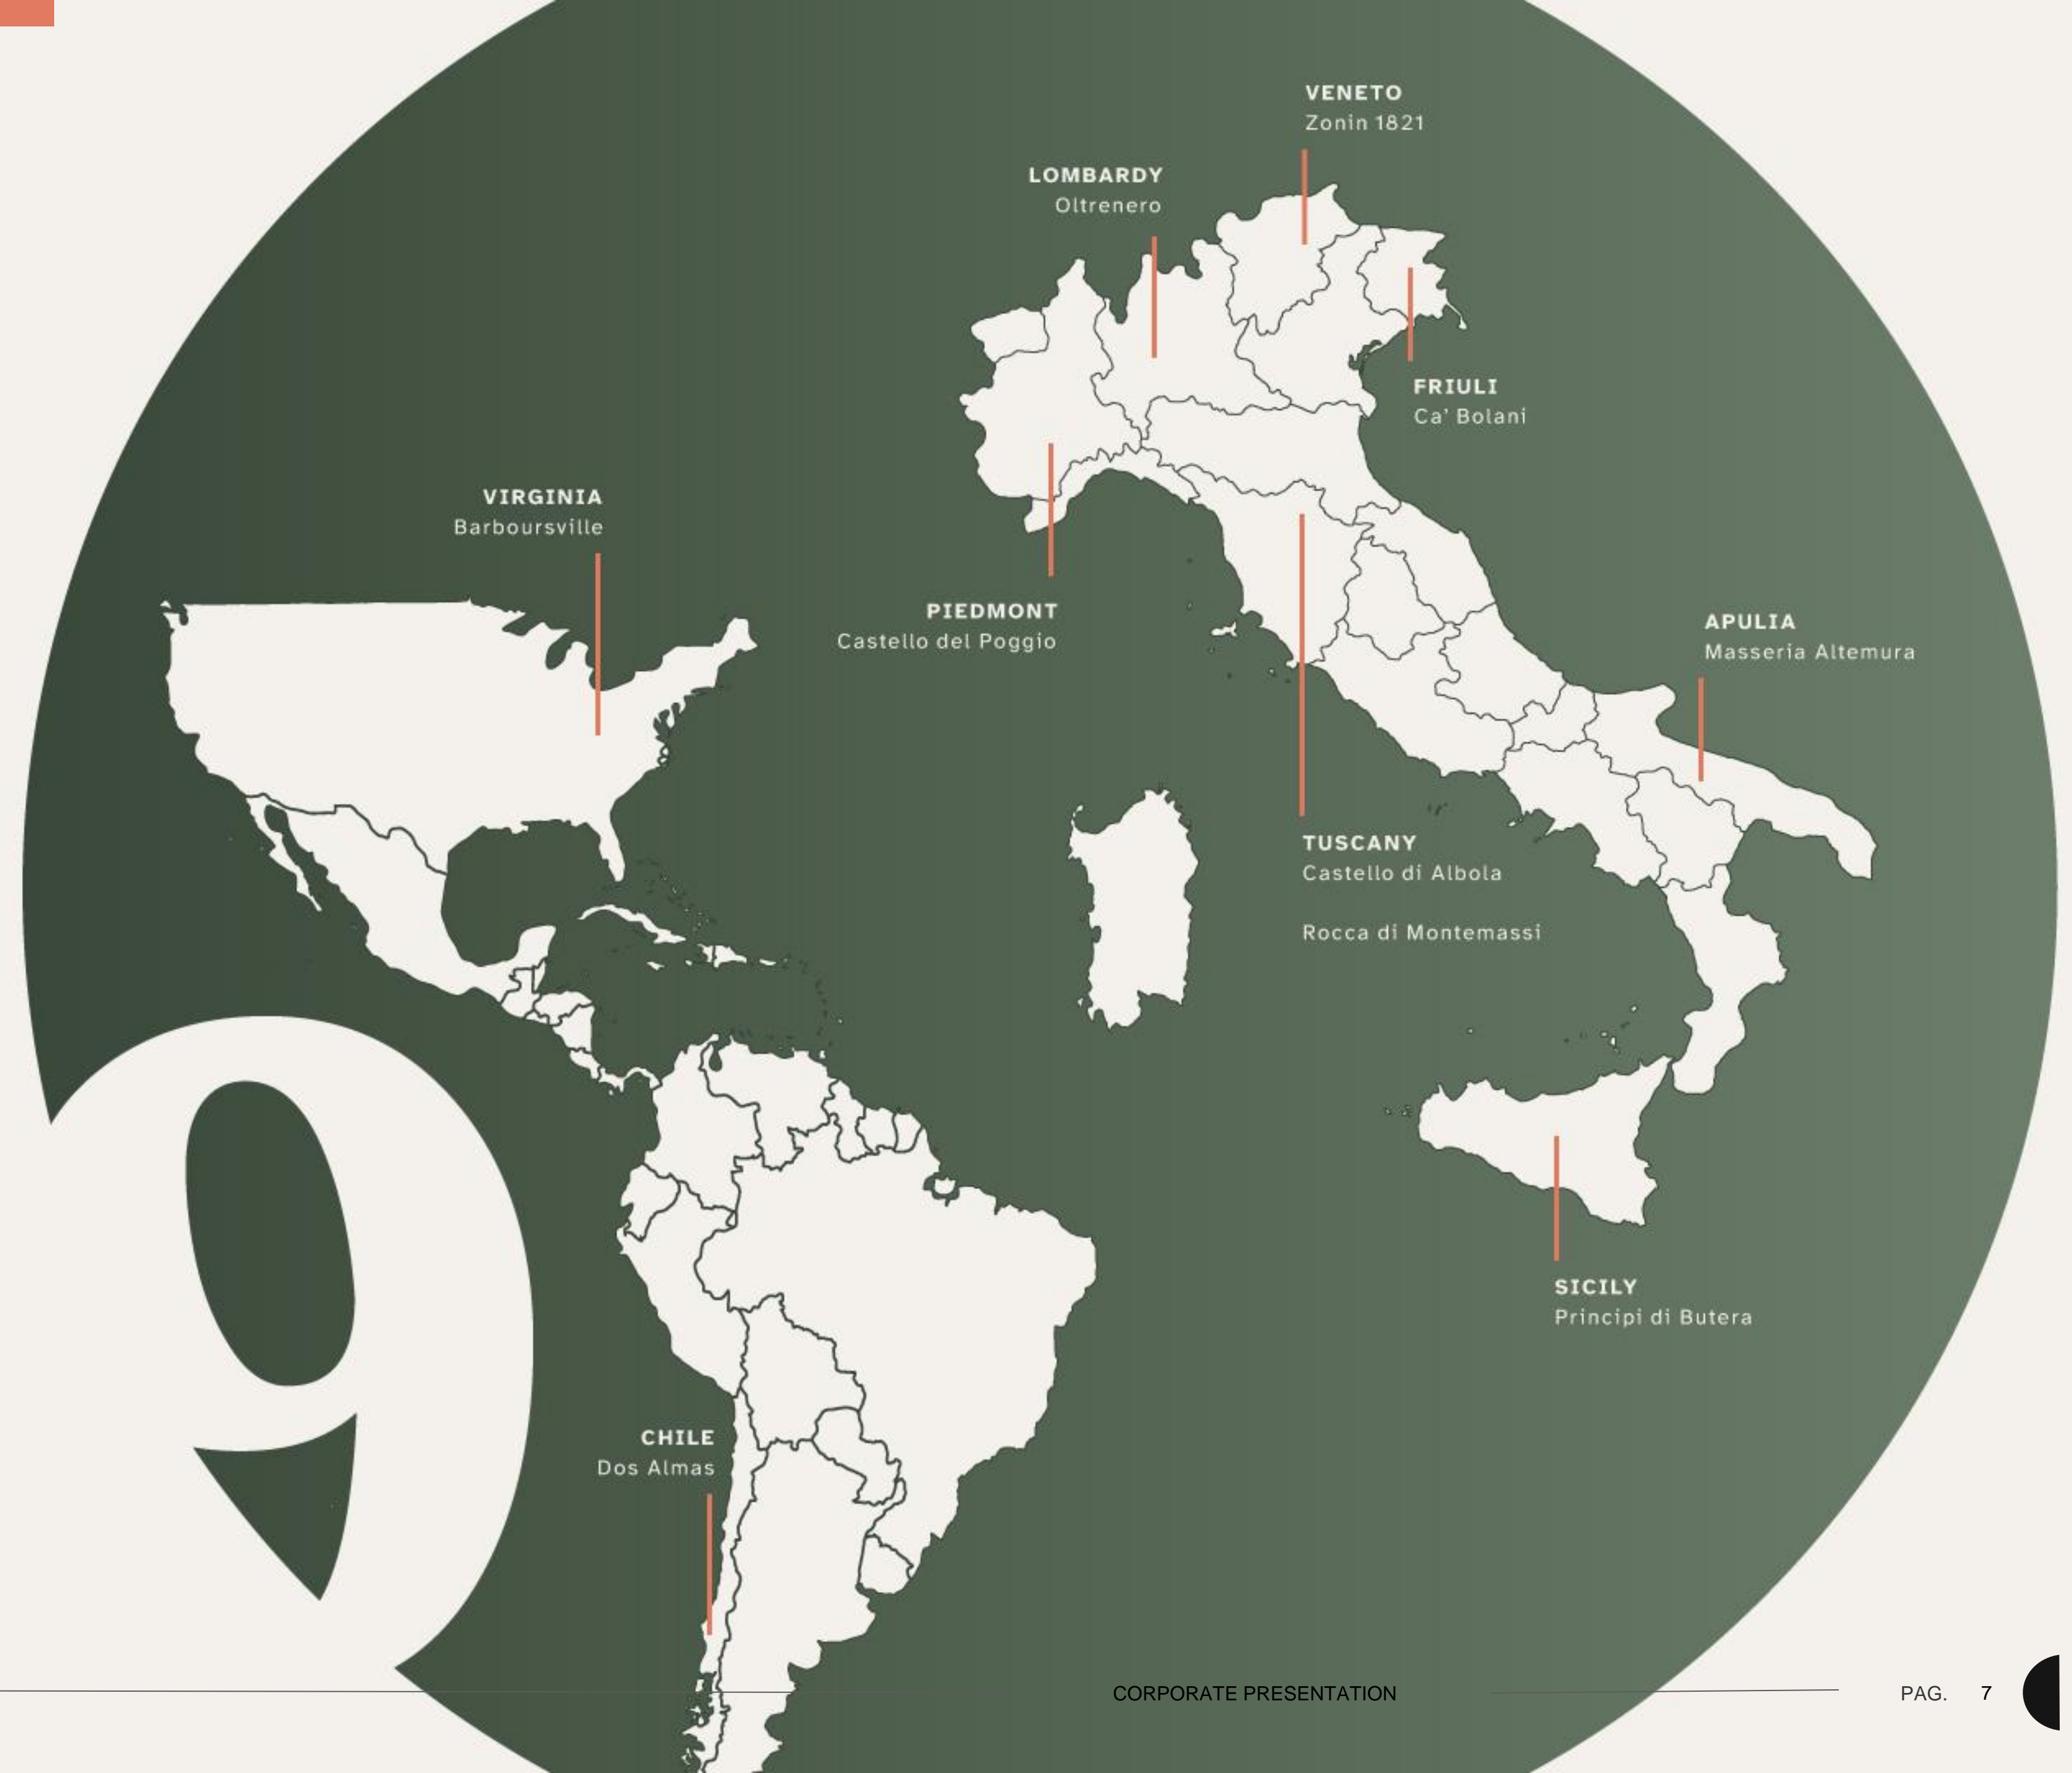 VENETO
Zonin 1821
LOMBARDY
Oltrenero
FRIULI
Ca’ Bolani
VIRGINIA
Barboursville
PIEDMONT
Castello del Poggio
APULIA
Masseria Altemura
TUSCANY
Castello di Albola
Rocca di Montemassi
SICILY
Principi di Butera
9
CHILE
Dos Almas
CORPORATE PRESENTATION
PAG. 7